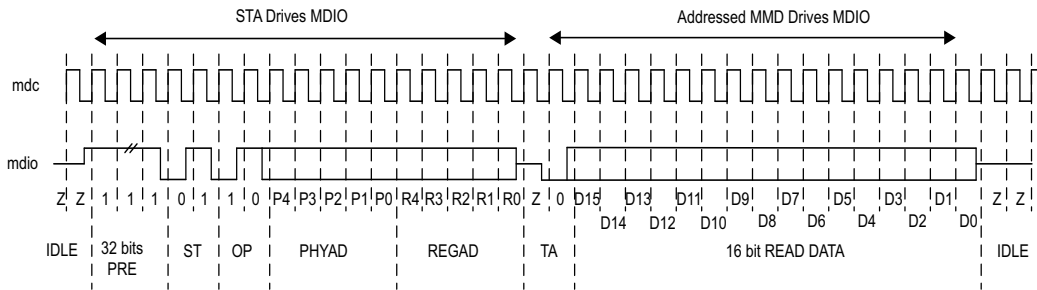 STA Drives MDIO Addressed MMD Drives MDIO
mdc
mdio
Z Z 1 1 1 0 1 1 0 P4 P3 P2 P1 P0 R4 R3 R2 R1 R0 Z 0 D15 D13 D11 D9 D7 D5 D3 D1 Z Z
D14 D12 D10 D8 D6 D4 D2 D0
IDLE 32 bits ST OP PHYAD REGAD TA 16 bit READ DATA IDLE
PRE